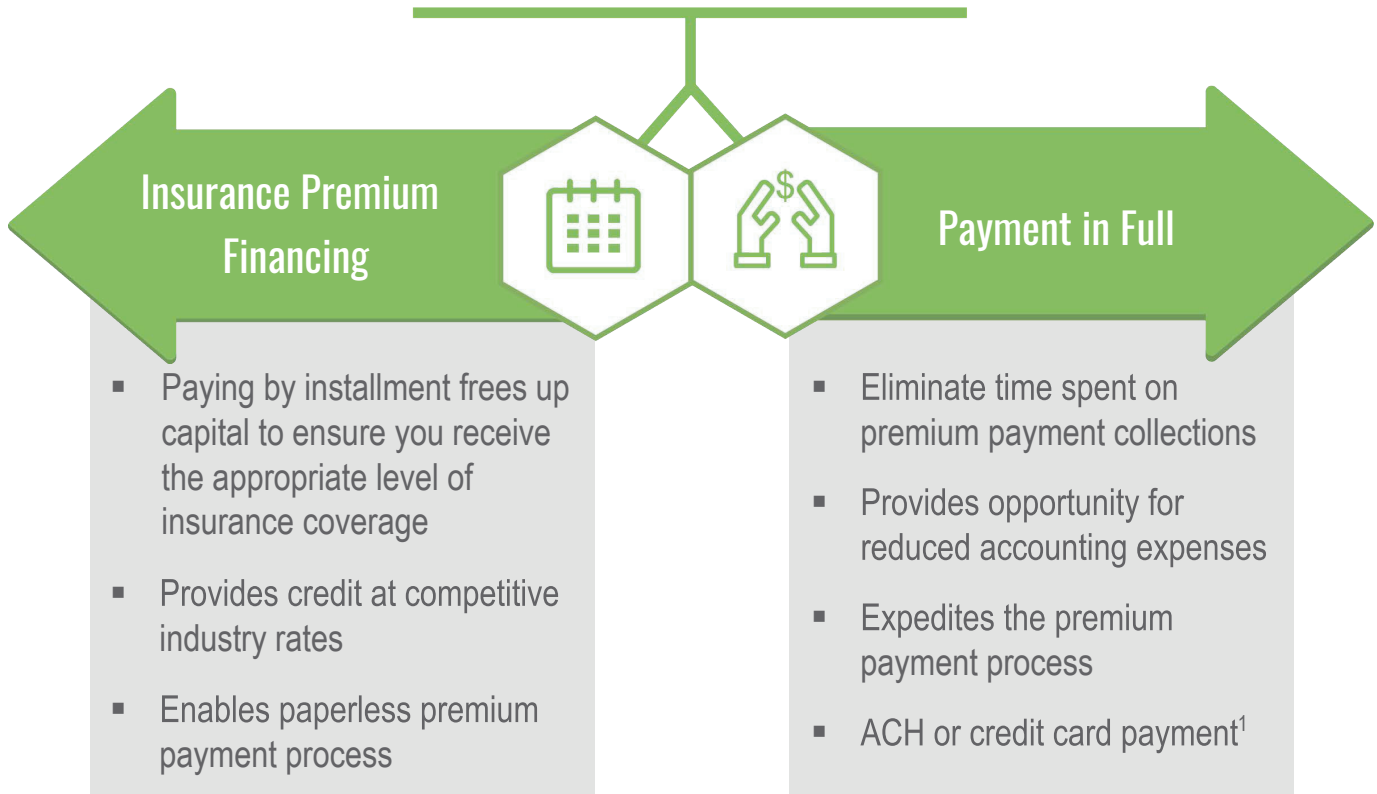 Insurance Premium
Financing
▪ Paying by installment frees up
capital to ensure you receive
the appropriate level of
insurance coverage
▪ Provides credit at competitive
industry rates
▪ Enables paperless premium
payment process
$
Payment in Full
▪ Eliminate time spent on
premium payment collections
▪ Provides opportunity for
reduced accounting expenses
▪ Expedites the premium
payment process
▪ ACH or credit card payment¹